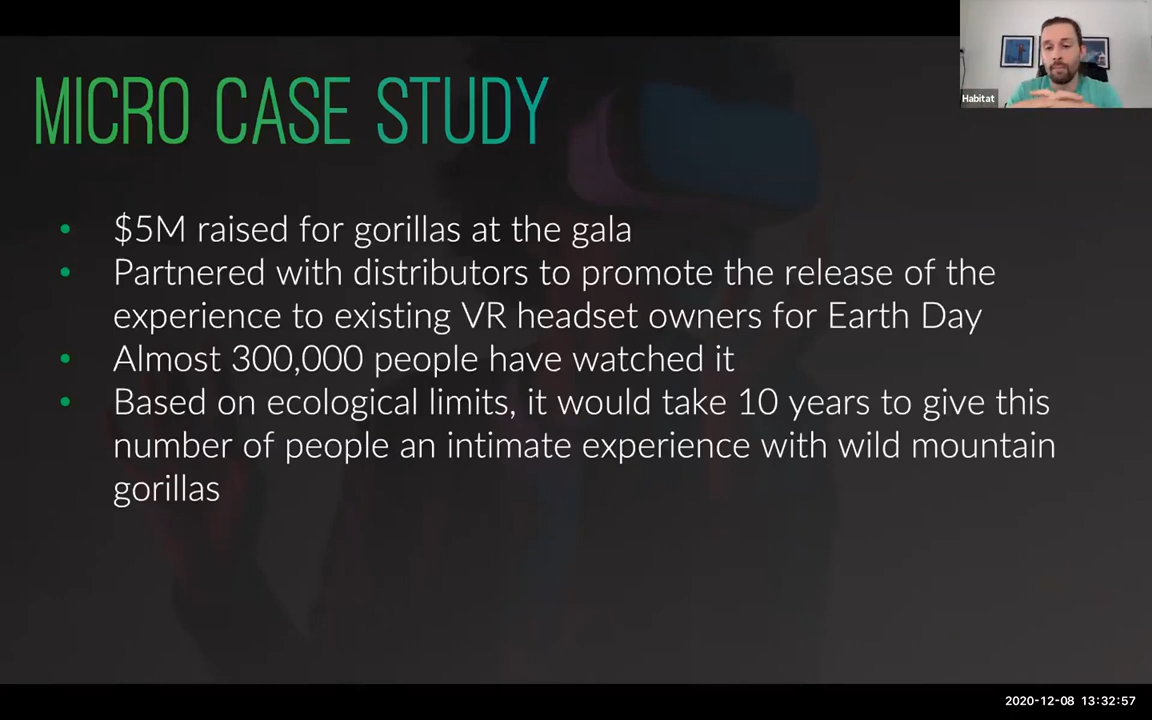 MICRO CASE STUDY
Habitat
• $5M raised for gorillas at the gala
• Partnered with distributors to promote the release of the
experience to existing VR headset owners for Earth Day
• Almost 300,000 people have watched it
• Based on ecological limits, it would take 10 years to give this
number of people an intimate experience with wild mountain
gorillas
2020-12-08 13:32:57